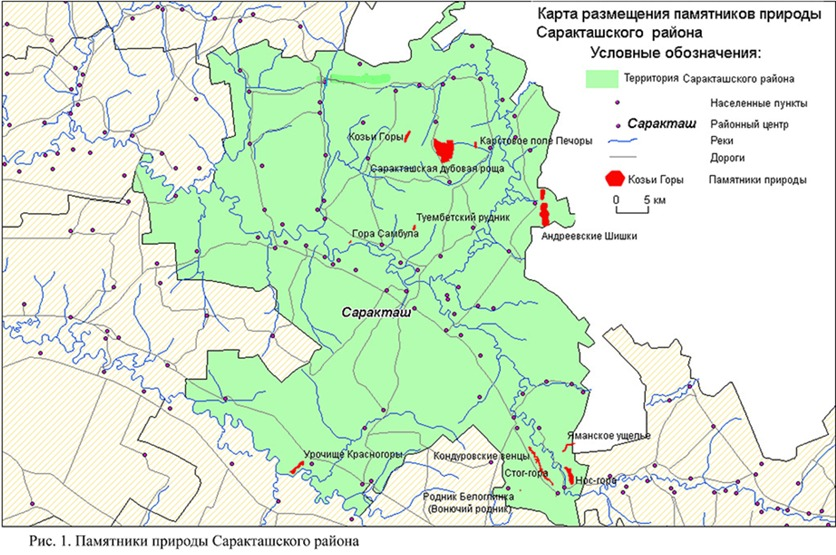 Карта размещения памятников природы
Саракташского района
Условные обозначения:
Территория Саракташского района
Населенные пункты
Саракташ Районный центр
Реки
Дороги
Козьи Горы Памятники природы
0 5 км
Козьи Горы
Карстовое поле Печоры
Саракташская дубовая роща
Туембетский рудник
Гора Самбула
Андреевские Шишки
Саракташ
Яманское ущелье
Урочище Красногоры
Кондуровские венцы
Стог-гора
Нос-гора
Родник Белоглинка
(Вонючий родник)
Рис. 1. Памятники природы Саракташского района